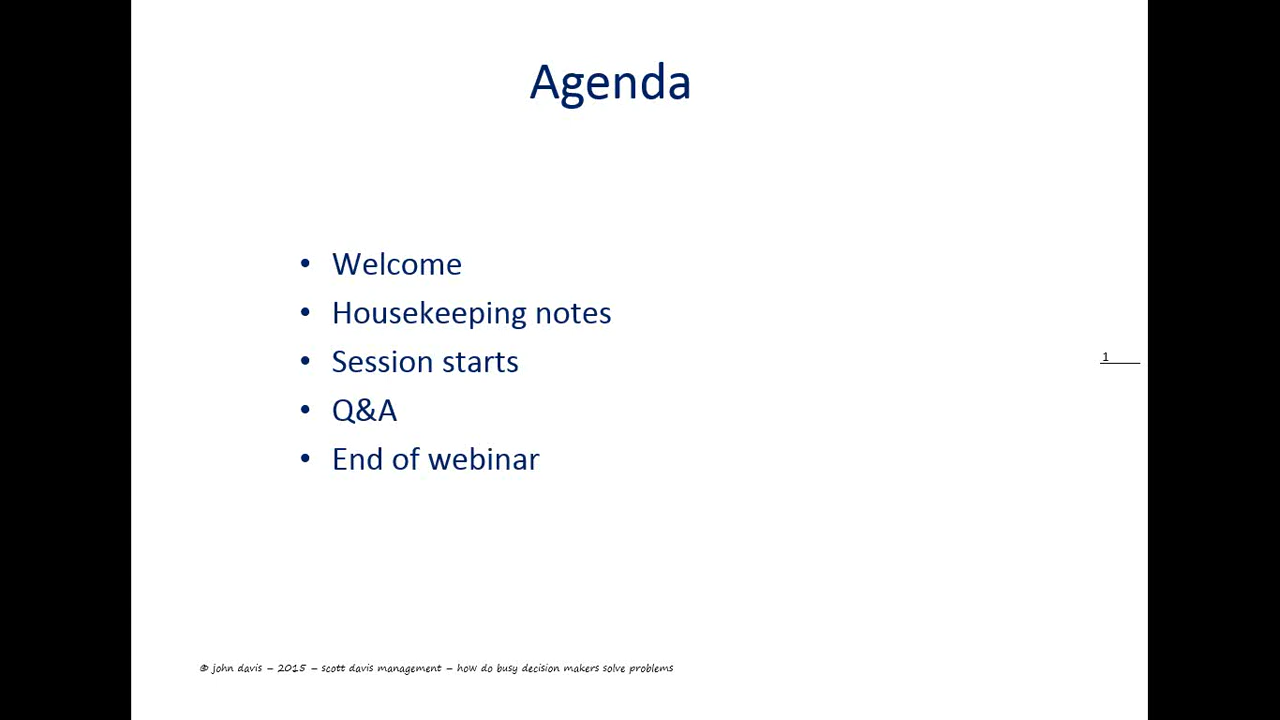 Agenda
• Welcome
• Housekeeping notes
• Session starts
• Q&A
• End of webinar
1
© john davis – 2015 – scott davis management – how do busy decision makers solve problems